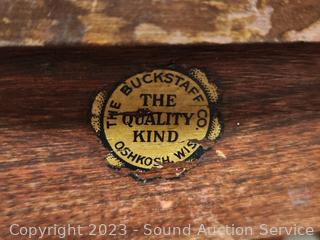 THE BUCKSTAFF CO.
THE
QUALITY
KIND
OSHKOSH, WIS.
Copyright 2023 - Sound Auction Service